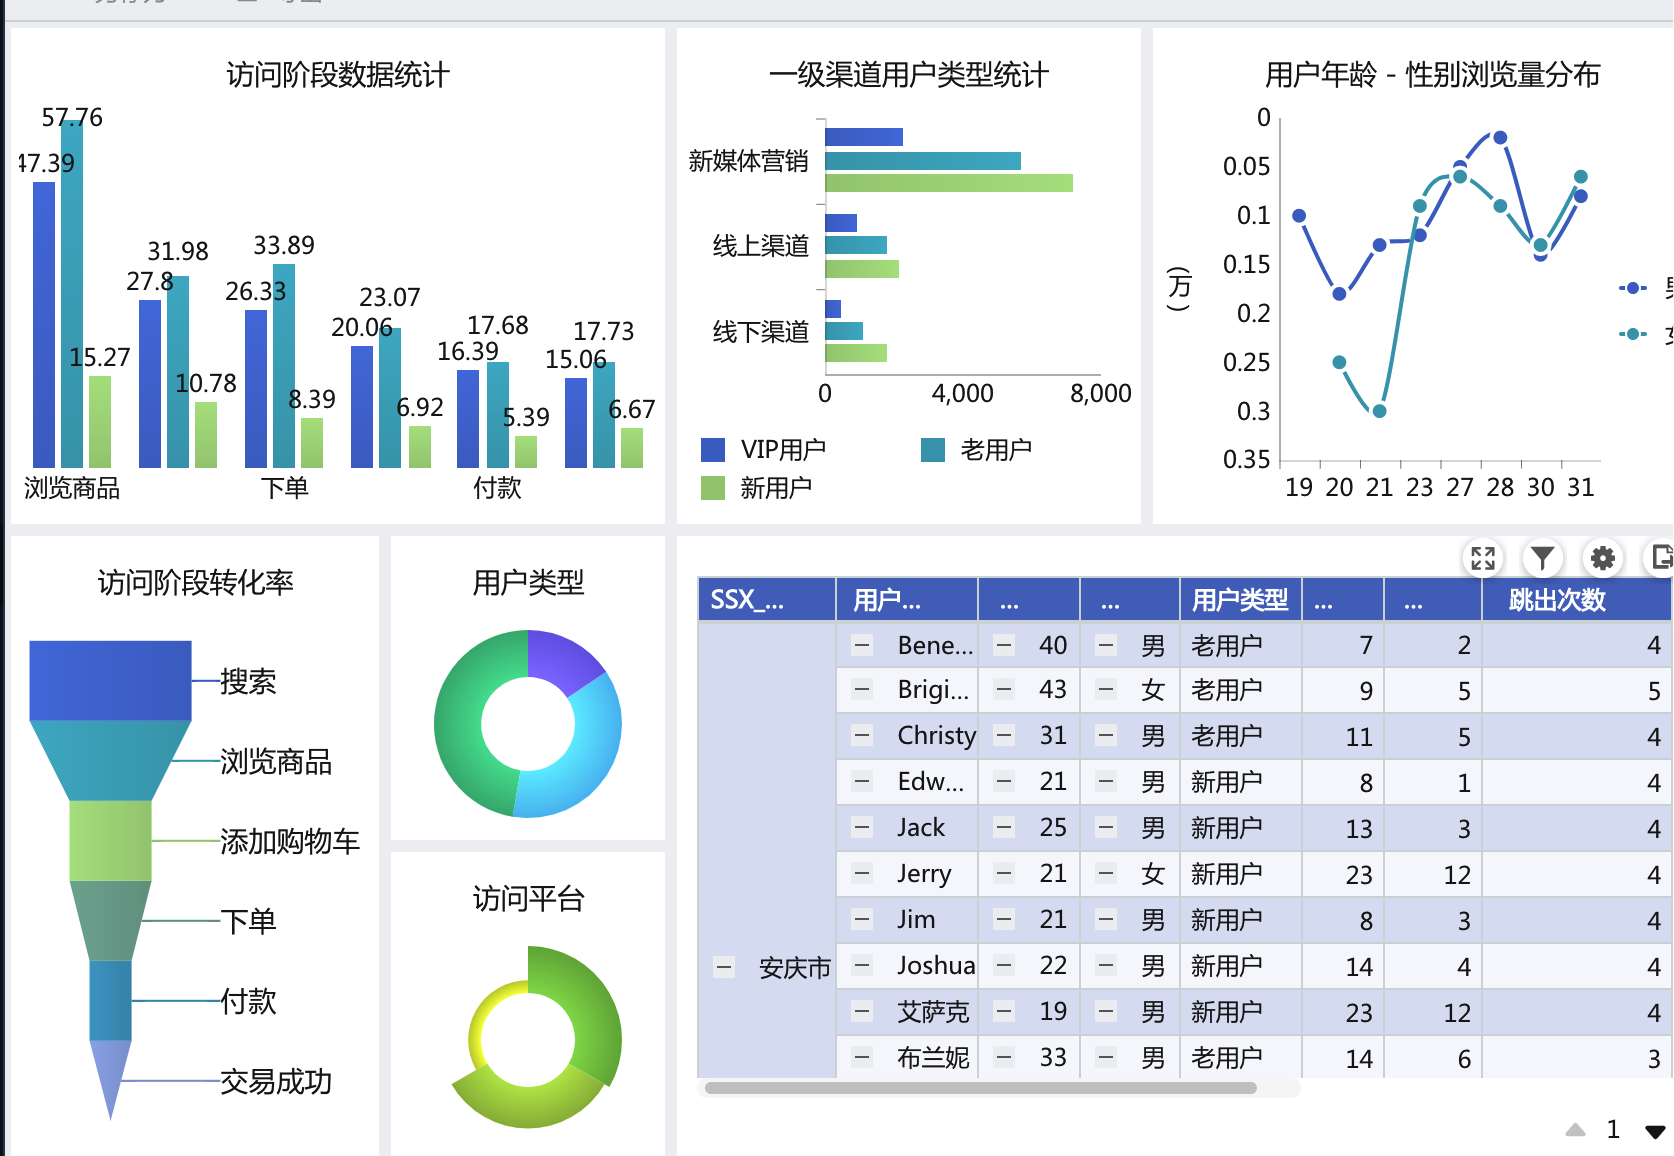 访问阶段数据统计
57.76
47.39
15.27
31.98
27.8
10.78
33.89
26.33
8.39
23.07
20.06
6.92
17.68
16.39
5.39
17.73
15.06
6.67
浏览商品 下单 付款
一级渠道用户类型统计
新媒体营销
线上渠道
线下渠道
0 4,000 8,000
VIP用户 老用户
新用户
用户年龄 - 性别浏览量分布
0
0.05
0.1
0.15
0.2
0.25
0.3
0.35
(万)
19 20 21 23 27 28 30 31
访问阶段转化率
搜索
浏览商品
添加购物车
下单
付款
交易成功
用户类型
访问平台
SSX_... 用户... ... ... 用户类型 ... ... 跳出次数
Bene... 40 男 老用户 7 2 4
Brigi... 43 女 老用户 9 5 5
Christy 31 男 老用户 11 5 4
Edw... 21 男 新用户 8 1 4
Jack 25 男 新用户 13 3 4
Jerry 21 女 新用户 23 12 4
Jim 21 男 新用户 8 3 4
安庆市 Joshua 22 男 新用户 14 4 4
艾萨克 19 男 新用户 23 12 4
布兰妮 33 男 老用户 14 6 3
1